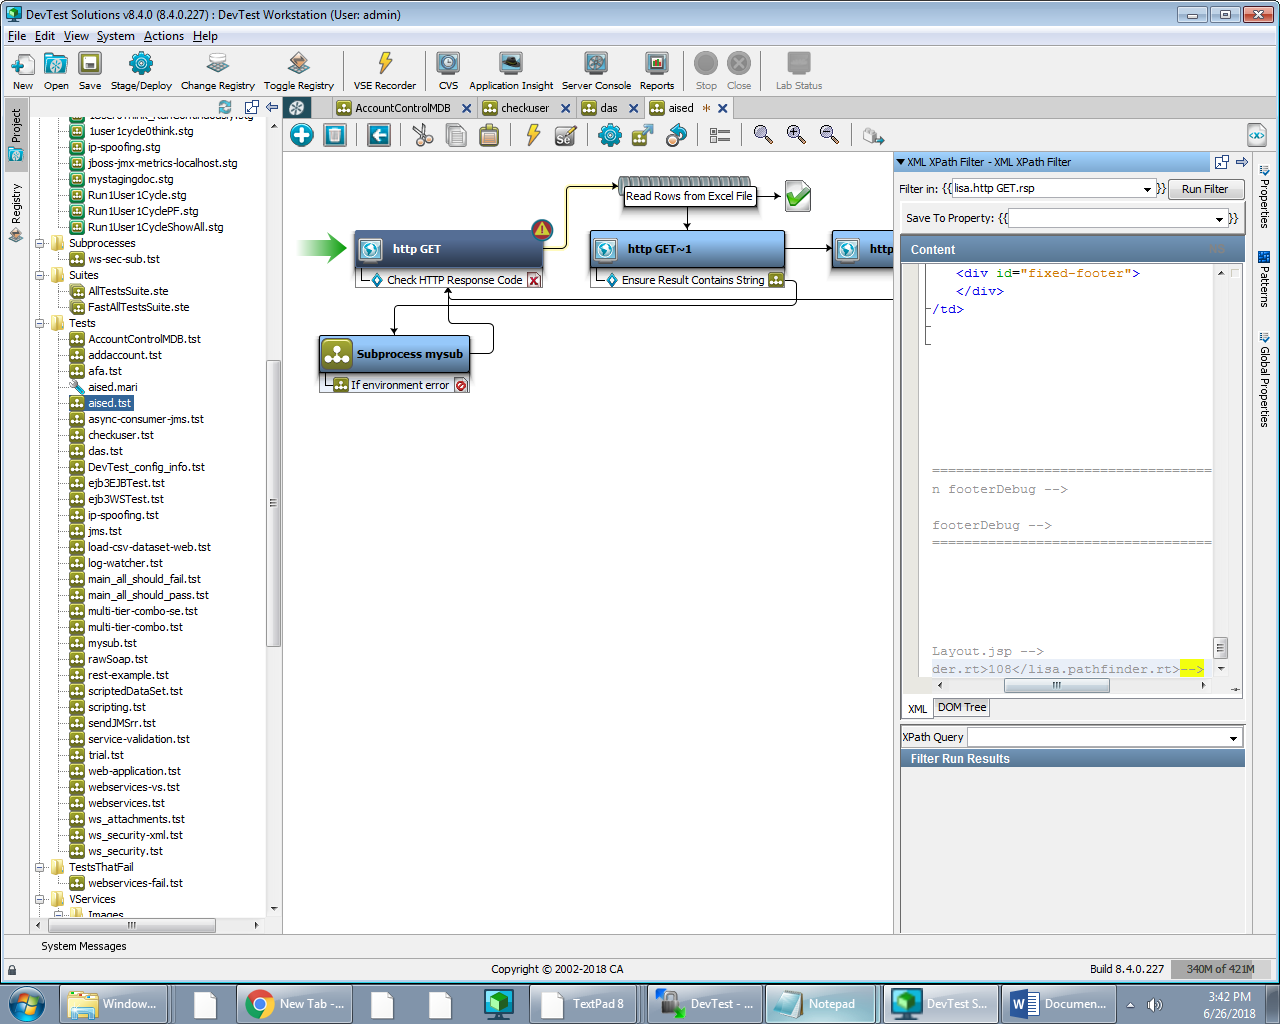 DevTest Solutions v8.4.0 (8.4.0.227) : DevTest Workstation (User: admin)
File Edit View System Actions Help
New Open Save Stage/Deploy Change Registry Toggle Registry VSE Recorder CVS Application Insight Server Console Reports Stop Close Lab Status
AccountControlMDB checkuser das aised
Project
Registry
1user1cycle0think.stg
ip-spoofing.stg
jboss-jmx-metrics-localhost.stg
mystagingdoc.stg
Run1User1Cycle.stg
Run1User1CyclePF.stg
Run1User1CycleShowAll.stg
Subprocesses
ws-sec-sub.tst
Suites
AllTestsSuite.ste
FastAllTestsSuite.ste
Tests
AccountControlMDB.tst
addaccount.tst
afa.tst
aised.mari
aised.tst
async-consumer-jms.tst
checkuser.tst
das.tst
DevTest_config_info.tst
ejb3EJBTest.tst
ejb3WSTest.tst
ip-spoofing.tst
jms.tst
load-csv-dataset-web.tst
log-watcher.tst
main_all_should_fail.tst
main_all_should_pass.tst
multi-tier-combo-se.tst
multi-tier-combo.tst
mysub.tst
rawSoap.tst
rest-example.tst
scriptedDataSet.tst
scripting.tst
sendJMSrr.tst
service-validation.tst
trial.tst
web-application.tst
webservices-vs.tst
webservices.tst
ws_attachments.tst
ws_security-xml.tst
ws_security.tst
TestsThatFail
webservices-fail.tst
VServices
Images
Read Rows from Excel File
http GET
Check HTTP Response Code
http GET~1
Ensure Result Contains String
http
Subprocess mysub
If environment error
XML XPath Filter - XML XPath Filter
Filter in: {{ lisa.http GET.rsp }} Run Filter
Save To Property: {{ }}
Content
<div id="fixed-footer">
</div>
/td>
===================================
n footerDebug -->
footerDebug -->
===================================
Layout.jsp -->
der.rt>108</lisa.pathfinder.rt>-->
XML DOM Tree
XPath Query
Filter Run Results
Properties
Patterns
Global Properties
System Messages
Copyright © 2002-2018 CA
Build 8.4.0.227 340M of 421M
Window... New Tab -... TextPad 8 DevTest - ... Notepad DevTest S... Documen...
3:42 PM
6/26/2018